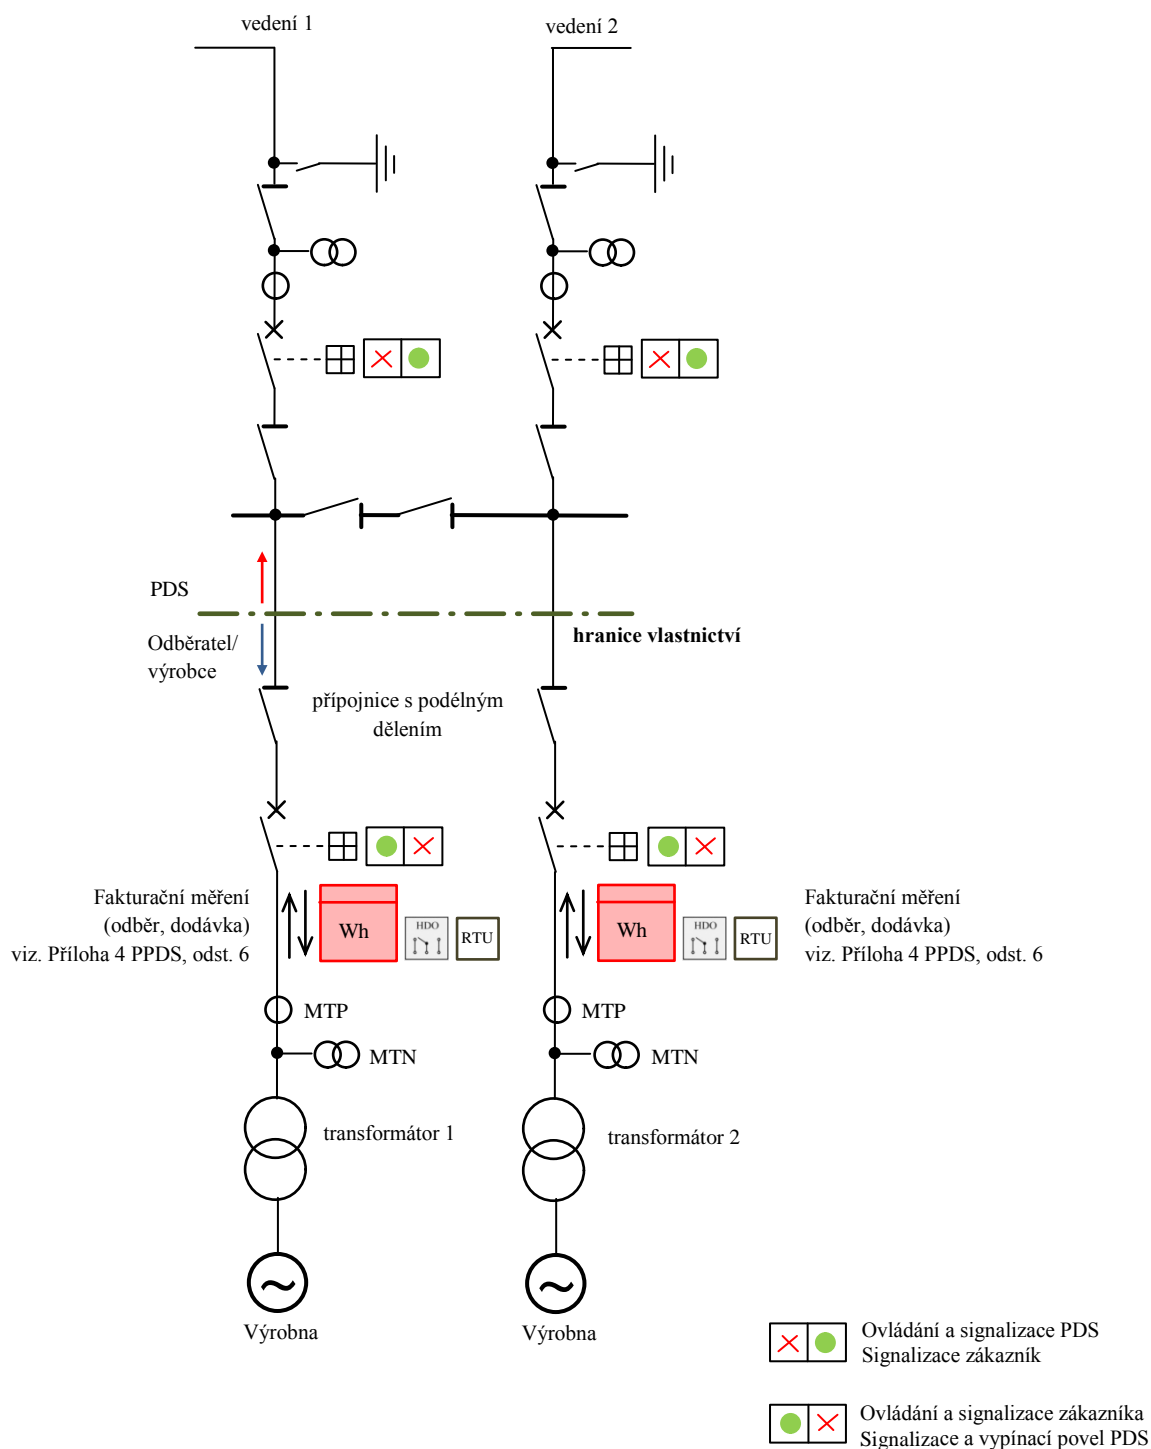 vedení 1
vedení 2
PDS
hranice vlastnictví
Odběratel/
výrobce
přípojnice s podélným
dělením
Fakturační měření
(odběr, dodávka)
viz. Příloha 4 PPDS, odst. 6
Wh
HDO
RTU
Wh
HDO
RTU
Fakturační měření
(odběr, dodávka)
viz. Příloha 4 PPDS, odst. 6
MTP
MTP
MTN
MTN
transformátor 1
transformátor 2
Výrobna
Výrobna
Ovládání a signalizace PDS
Signalizace zákazník
Ovládání a signalizace zákazníka
Signalizace a vypínací povel PDS